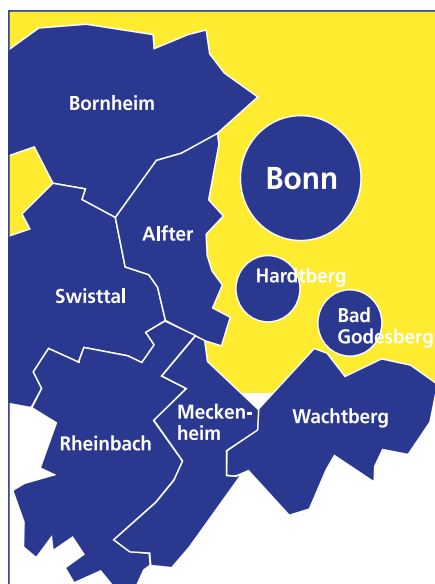 Bornheim
Bonn
Alfter
Hardtberg
Swisttal
Bad
Godesberg
Mecken-
heim
Wachtberg
Rheinbach